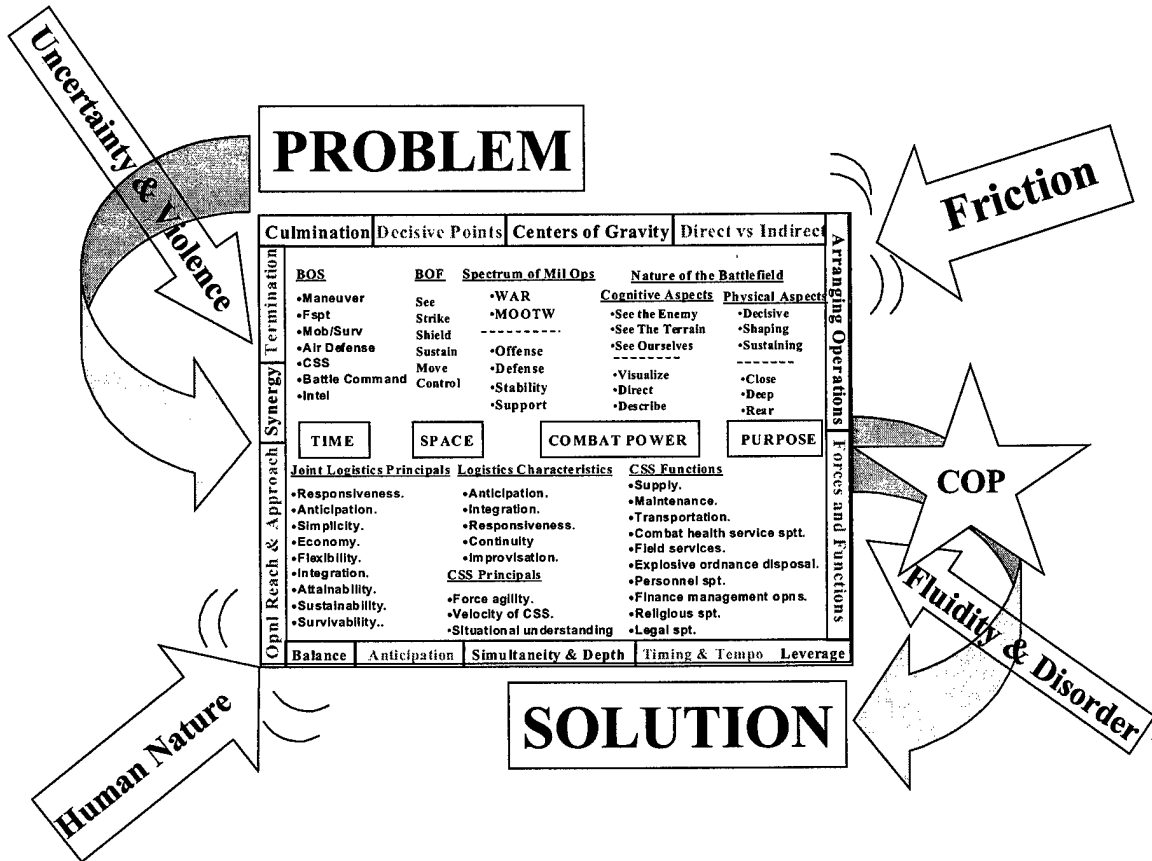 Uncertainty & Violence
PROBLEM
Friction
Culmination Decisive Points Centers of Gravity Direct vs Indirect
Termination
Synergy
Opnl Reach & Approach
Arranging Operations
Forces and Functions
BOS
•Maneuver
•Fspt
•Mob/Surv
•Air Defense
•CSS
•Battle Command
•Intel
BOF
See
Strike
Shield
Sustain
Move
Control
Spectrum of Mil Ops
•WAR
•MOOTW
----------
•Offense
•Defense
•Stability
•Support
Nature of the Battlefield
Cognitive Aspects
•See the Enemy
•See The Terrain
•See Ourselves
--------
•Visualize
•Direct
•Describe
Physical Aspects
•Decisive
•Shaping
•Sustaining
-------
•Close
•Deep
•Rear
TIME SPACE COMBAT POWER PURPOSE
Joint Logistics Principals
•Responsiveness.
•Anticipation.
•Simplicity.
•Economy.
•Flexibility.
•Integration.
•Attainability.
•Sustainability.
•Survivability..
Logistics Characteristics
•Anticipation.
•Integration.
•Responsiveness.
•Continuity
•Improvisation.
CSS Principals
•Force agility.
•Velocity of CSS.
•Situational understanding
CSS Functions
•Supply.
•Maintenance.
•Transportation.
•Combat health service sptt.
•Field services.
•Explosive ordnance disposal.
•Personnel spt.
•Finance management opns.
•Religious spt.
•Legal spt.
Balance Anticipation Simultaneity & Depth Timing & Tempo Leverage
COP
Fluidity & Disorder
Human Nature
SOLUTION